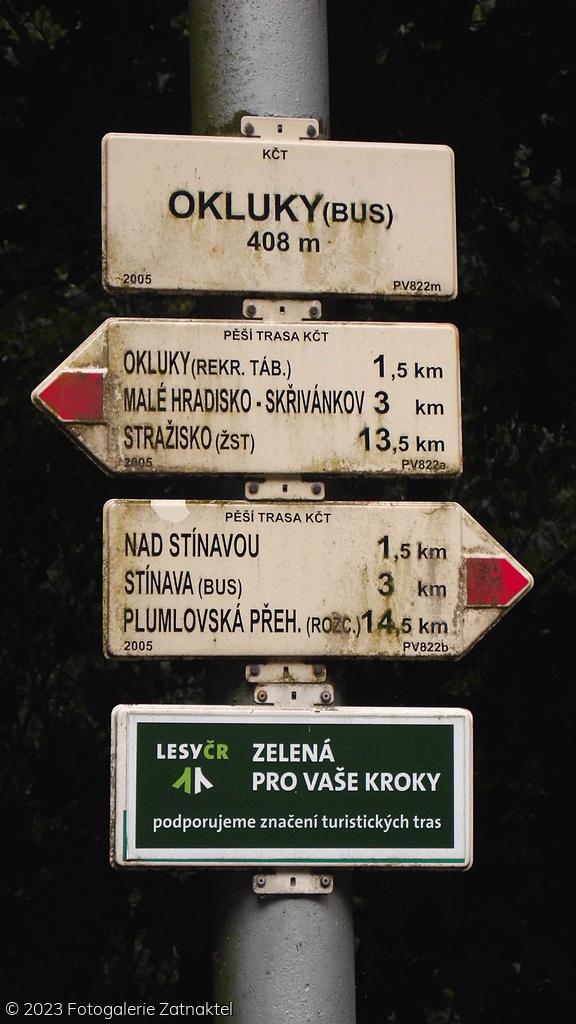 KČT
OKLUKY(BUS)
408 m
2005 PV822m
PĚŠÍ TRASA KČT
OKLUKY(REKR. TÁB.) 1,5 km
MALÉ HRADISKO - SKŘIVÁNKOV 3 km
STRAŽISKO (ŽST) 13,5 km
2005 PV822a
PĚŠÍ TRASA KČT
NAD STÍNAVOU 1,5 km
STÍNAVA (BUS) 3 km
PLUMLOVSKÁ PŘEH. (ROZC.) 14,5 km
2005 PV822b
LESYČR ZELENÁ
PRO VAŠE KROKY
podporujeme značení turistických tras
© 2023 Fotogalerie Zatnaktel